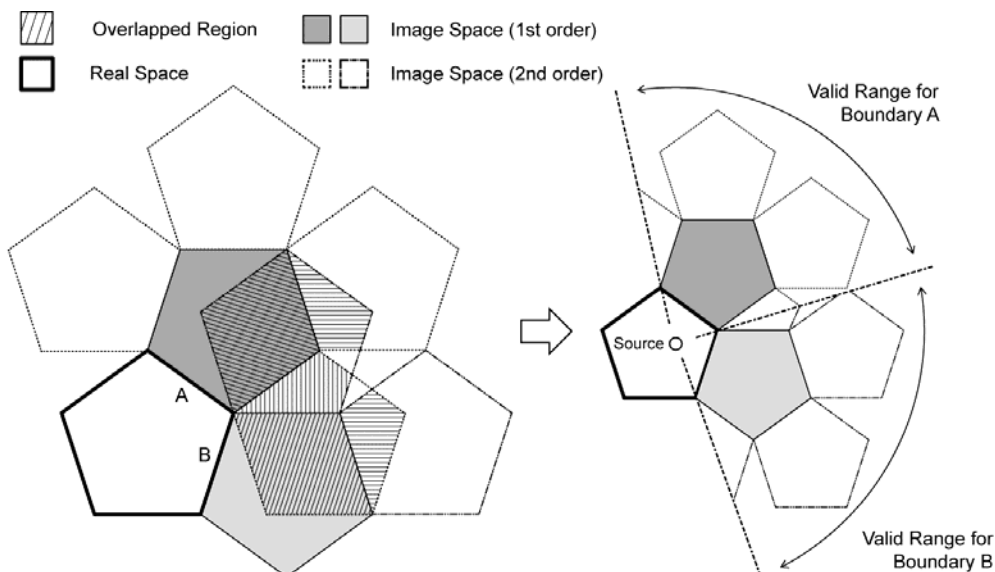 Overlapped Region
Image Space (1st order)
Real Space
Image Space (2nd order)
A
B
Valid Range for
Boundary A
Source
Valid Range for
Boundary B